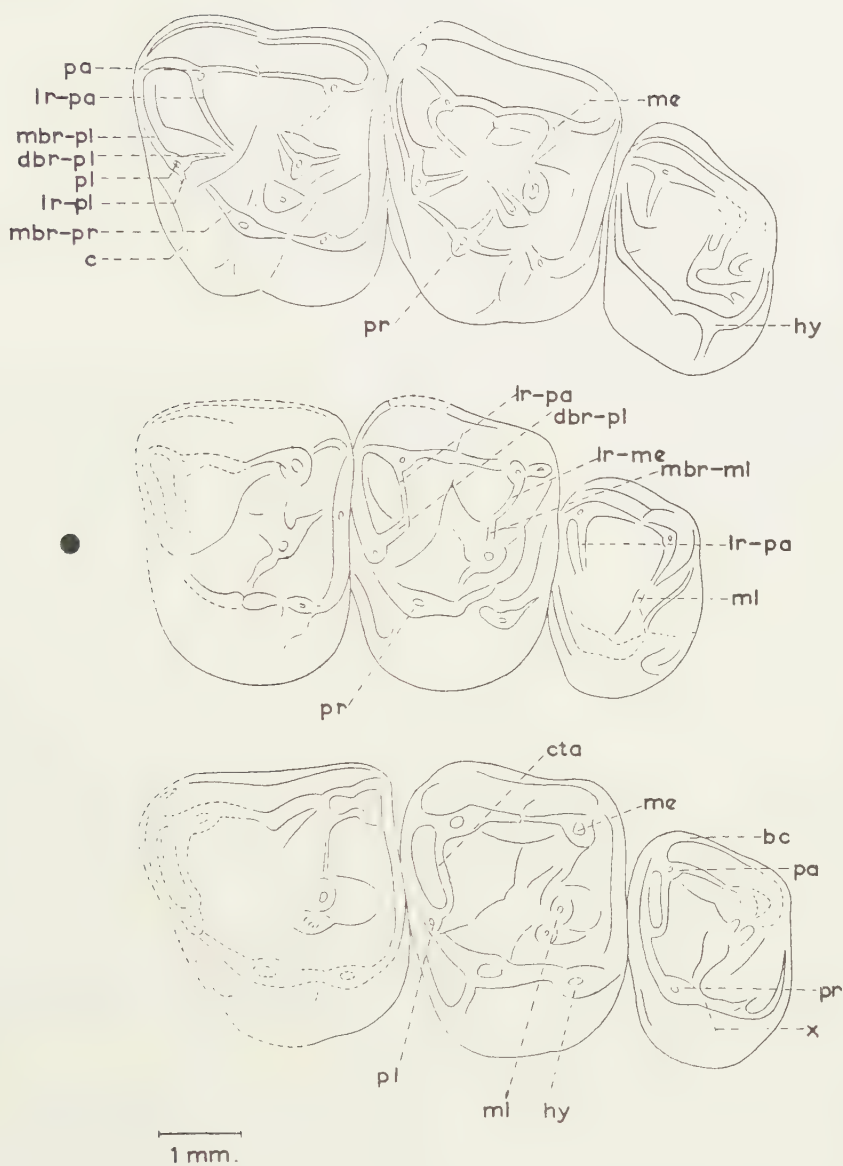 pa
lr-pa
me
mbr-pl
dbr-pl
pl
lr-pl
mbr-pr
c
pr
hy
lr-pa
dbr-pl
lr-me
mbr-ml
lr-pa
ml
pr
cta
me
bc
pa
pr
x
pl
ml
hy
1 mm.